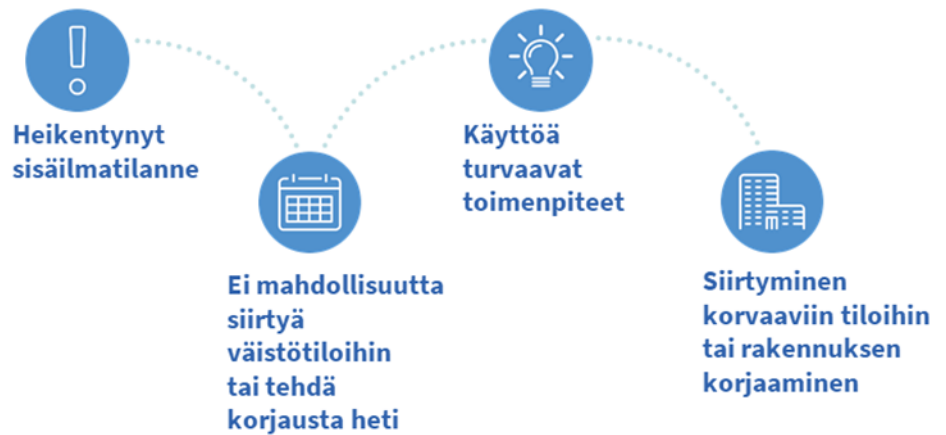 Heikentynyt
sisäilmatilanne
Ei mahdollisuutta
siirtyä
väistötiloihin
tai tehdä
korjausta heti
Käyttöä
turvaavat
toimenpiteet
Siirtyminen
korvaaviin tiloihin
tai rakennuksen
korjaaminen